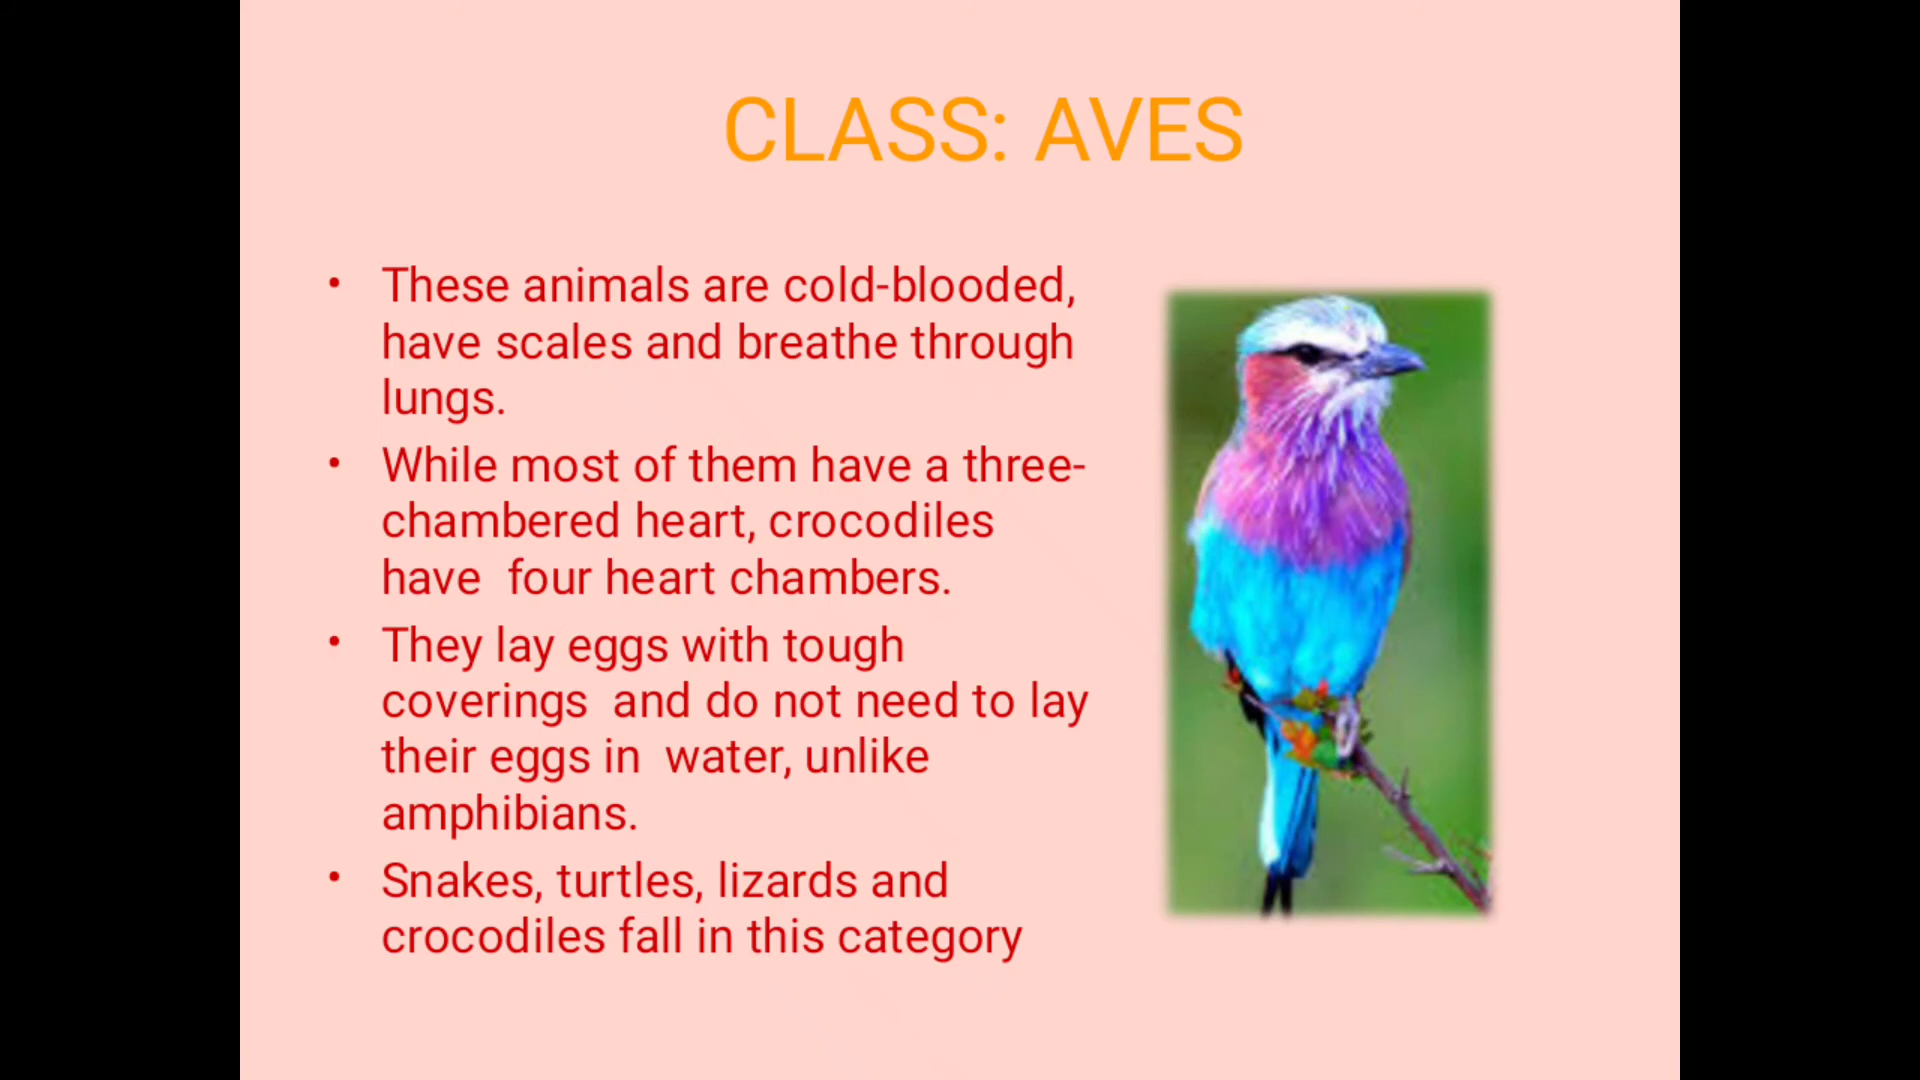 CLASS: AVES
• These animals are cold-blooded,
have scales and breathe through
lungs.
• While most of them have a three-
chambered heart, crocodiles
have  four heart chambers.
• They lay eggs with tough
coverings  and do not need to lay
their eggs in  water, unlike
amphibians.
• Snakes, turtles, lizards and
crocodiles fall in this category